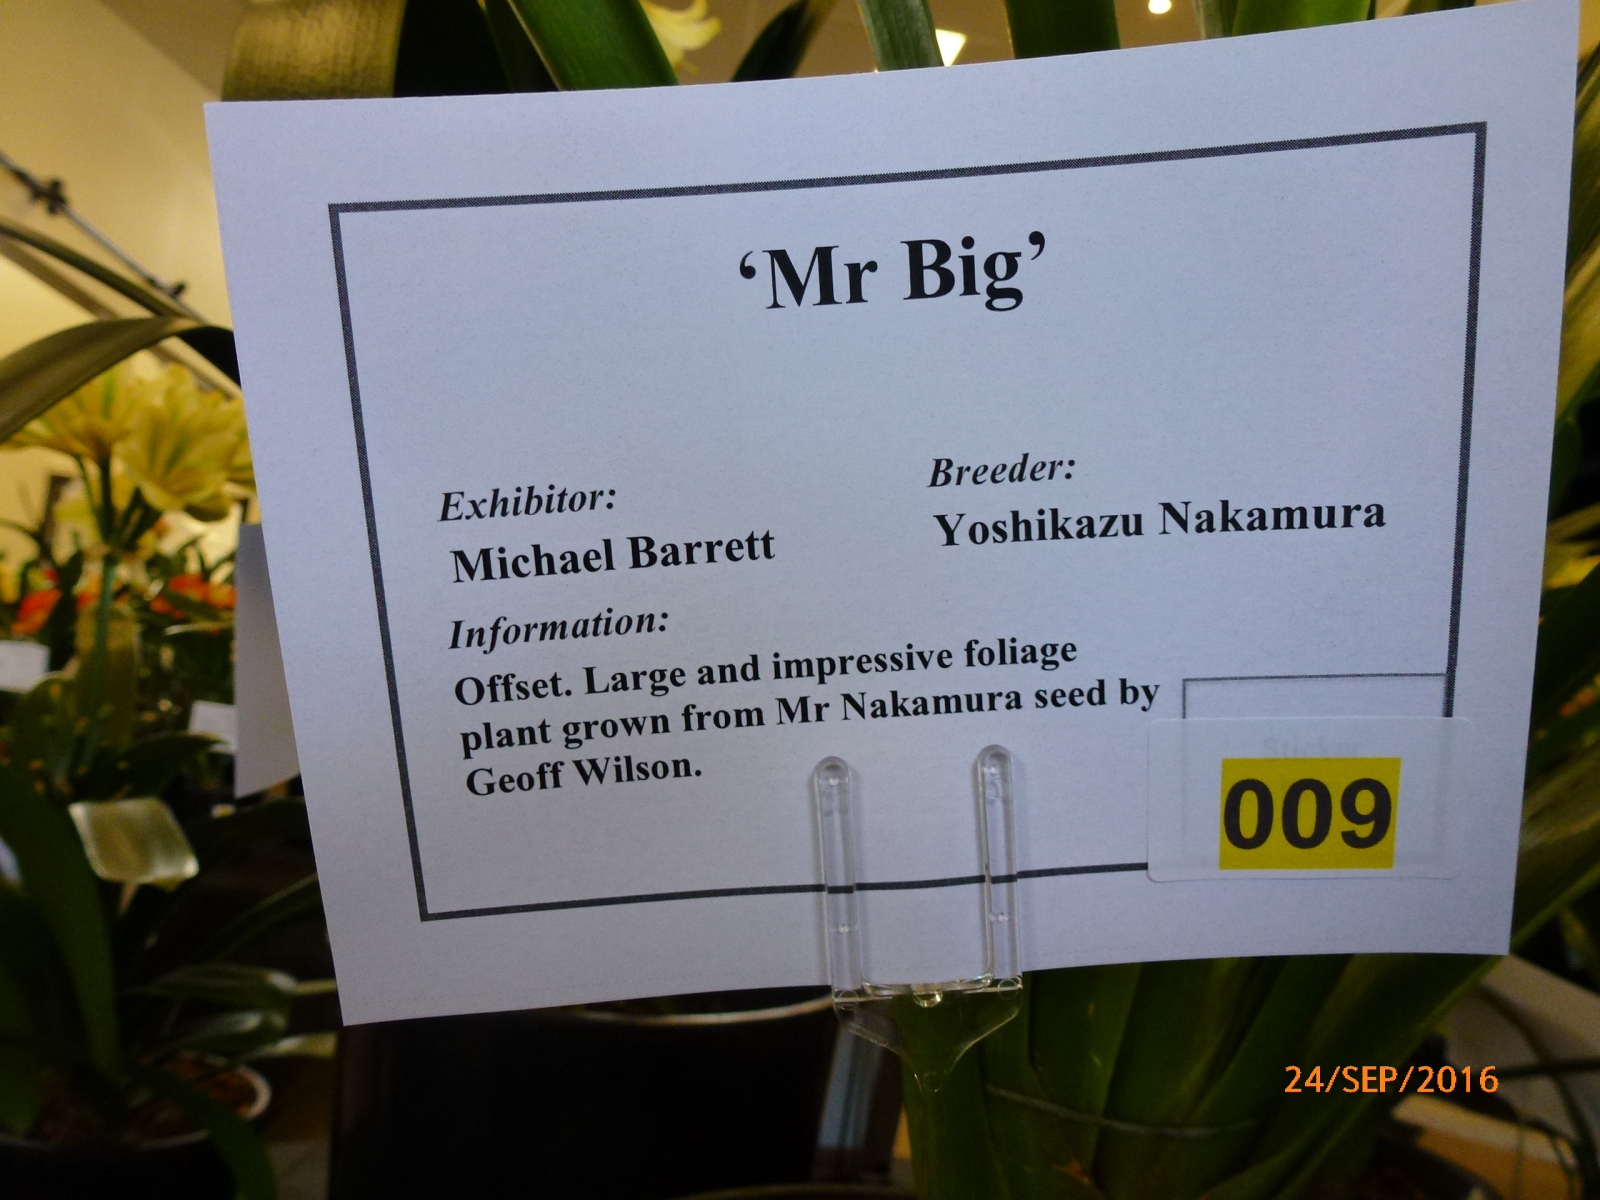 ‘Mr Big’
Exhibitor:
Michael Barrett
Breeder:
Yoshikazu Nakamura
Information:
Offset. Large and impressive foliage
plant grown from Mr Nakamura seed by
Geoff Wilson.
Sticker
009
24/SEP/2016